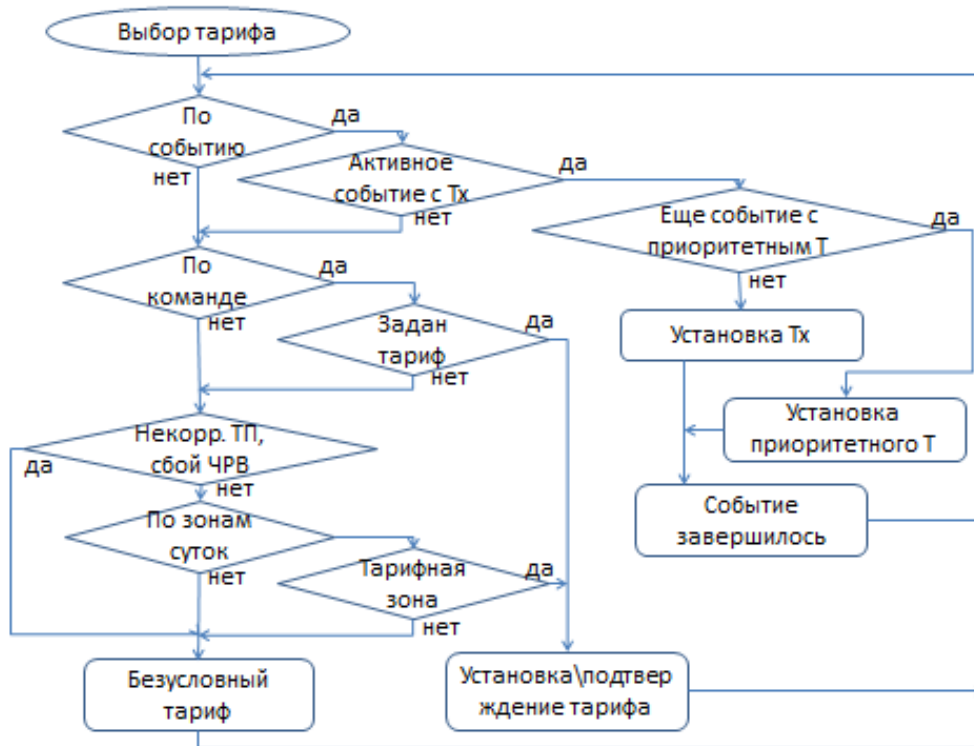 Выбор тарифа
По
событию
да
нет
Активное
событие с Тх
да
нет
Еще событие с
приоритетным Т
да
нет
По
команде
да
нет
Задан
тариф
да
нет
Установка Тх
Установка
приоритетного Т
Некорр. ТП,
сбой ЧРВ
да
нет
Событие
завершилось
По зонам
суток
нет
Тарифная
зона
да
нет
Безусловный
тариф
Установка\подтвер
ждение тарифа